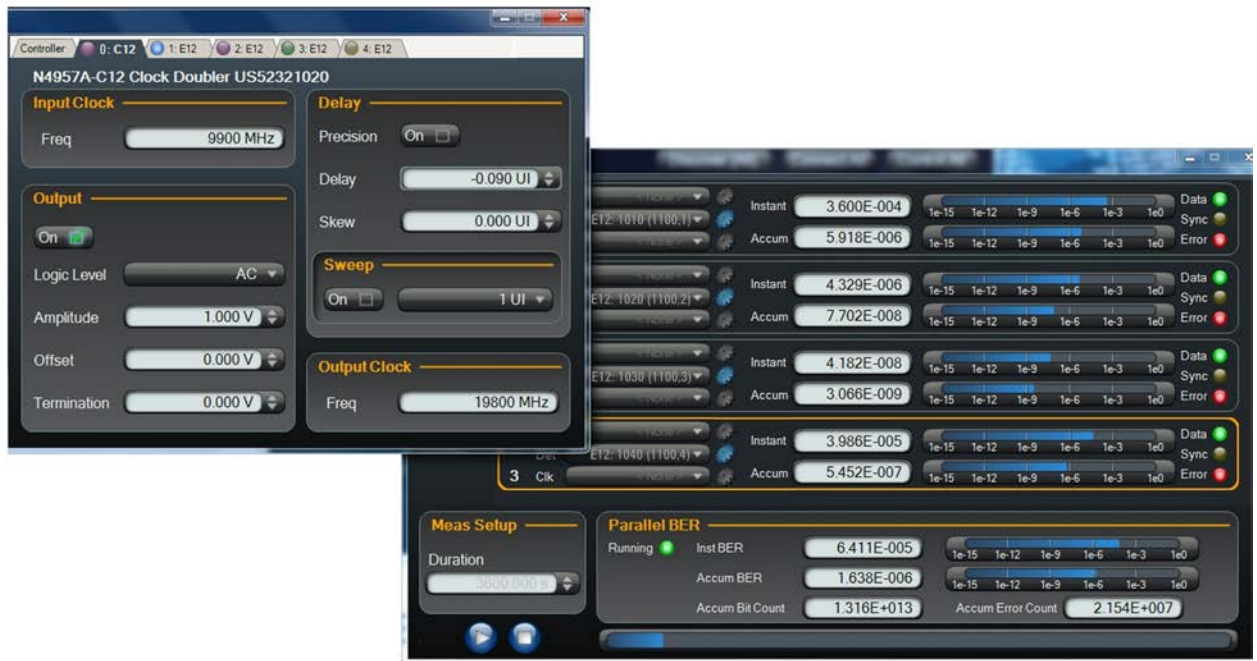 Controller 0: C12 1: E12 2: E12 3: E12 4: E12
N4957A-C12 Clock Doubler US52321020
Input Clock
Freq 9900 MHz
Output
On
Logic Level AC
Amplitude 1.000 V
Offset 0.000 V
Termination 0.000 V
Delay
Precision On
Delay -0.090 UI
Skew 0.000 UI
Sweep
On 1 UI
Output Clock
Freq 19800 MHz
Instant 3.600E-004 1e-15 1e-12 1e-9 1e-6 1e-3 1e0 Data
E12: 1010 (1100,1) Sync
Accum 5.918E-006 1e-15 1e-12 1e-9 1e-6 1e-3 1e0 Error
Instant 4.329E-006 1e-15 1e-12 1e-9 1e-6 1e-3 1e0 Data
E12: 1020 (1100,2) Sync
Accum 7.702E-008 1e-15 1e-12 1e-9 1e-6 1e-3 1e0 Error
Instant 4.182E-008 1e-15 1e-12 1e-9 1e-6 1e-3 1e0 Data
E12: 1030 (1100,3) Sync
Accum 3.066E-009 1e-15 1e-12 1e-9 1e-6 1e-3 1e0 Error
Instant 3.986E-005 1e-15 1e-12 1e-9 1e-6 1e-3 1e0 Data
Det E12: 1040 (1100,4) Sync
3 Clk Accum 5.452E-007 1e-15 1e-12 1e-9 1e-6 1e-3 1e0 Error
Meas Setup
Duration
3600.000 s
Parallel BER
Running Inst BER 6.411E-005 1e-15 1e-12 1e-9 1e-6 1e-3 1e0
Accum BER 1.638E-006 1e-15 1e-12 1e-9 1e-6 1e-3 1e0
Accum Bit Count 1.316E+013 Accum Error Count 2.154E+007